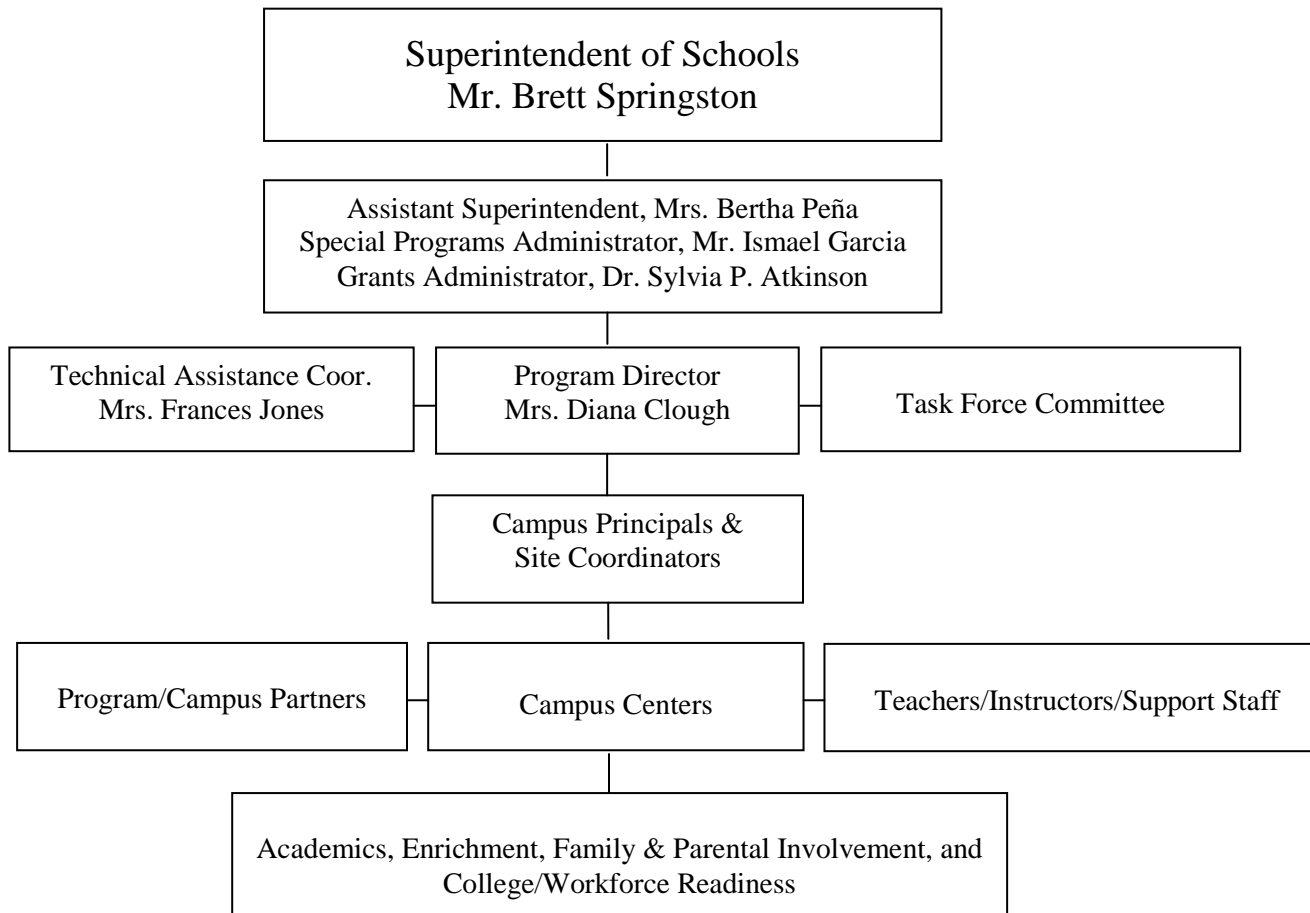 Superintendent of Schools
Mr. Brett Springston
Assistant Superintendent, Mrs. Bertha Peña
Special Programs Administrator, Mr. Ismael Garcia
Grants Administrator, Dr. Sylvia P. Atkinson
Technical Assistance Coor.
Mrs. Frances Jones
Program Director
Mrs. Diana Clough
Task Force Committee
Campus Principals &
Site Coordinators
Program/Campus Partners
Campus Centers
Teachers/Instructors/Support Staff
Academics, Enrichment, Family & Parental Involvement, and
College/Workforce Readiness